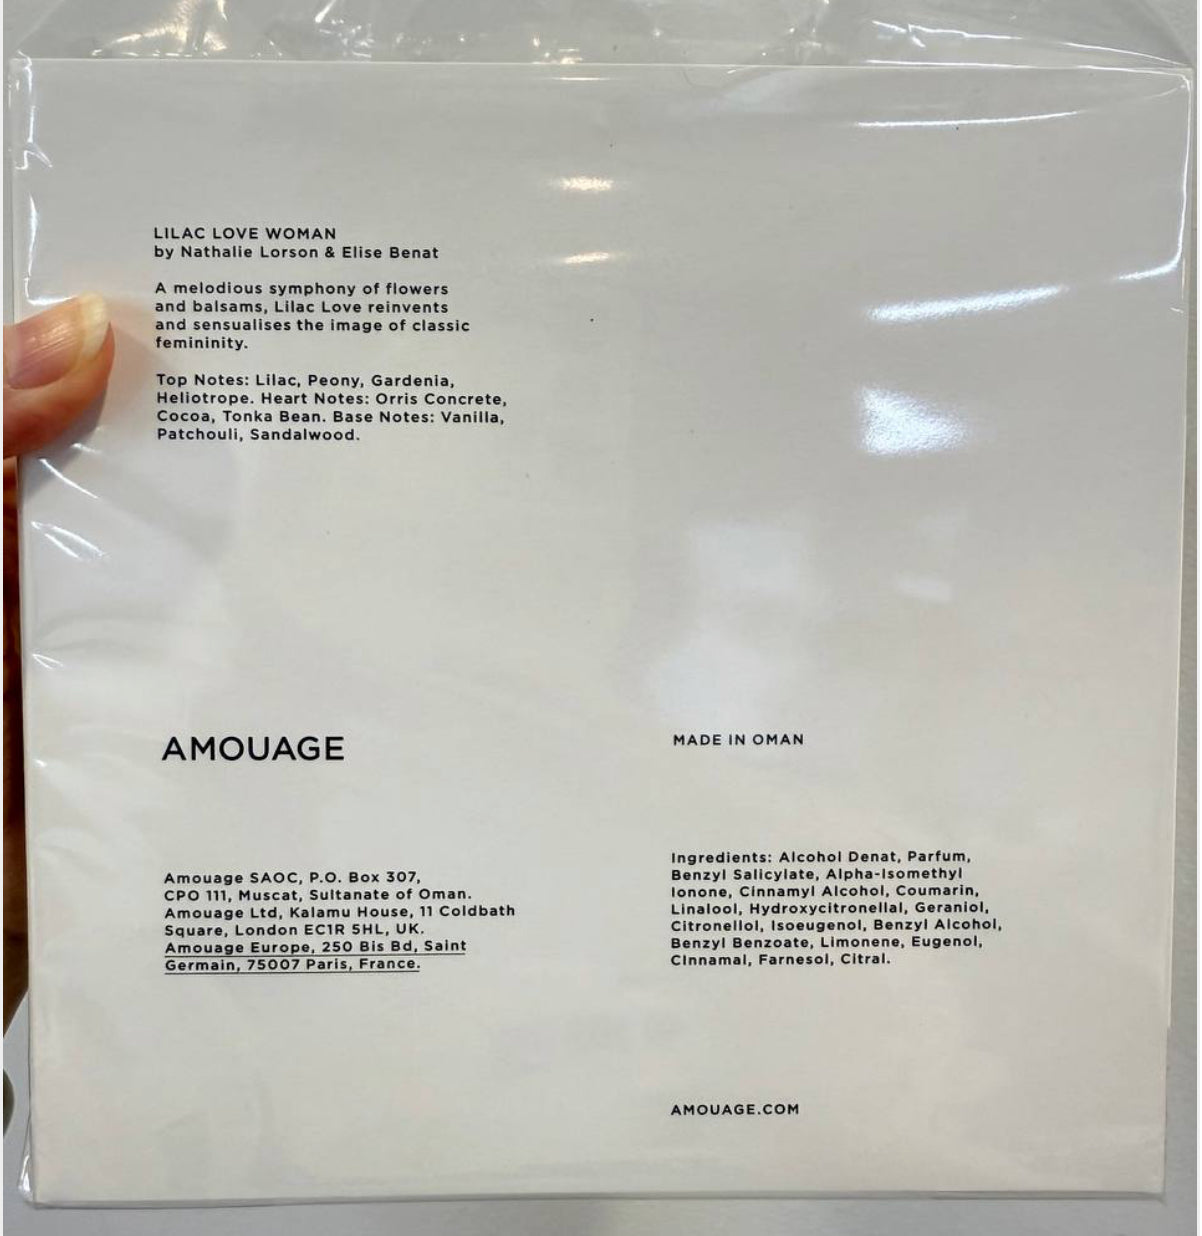 LILAC LOVE WOMAN
by Nathalie Lorson & Elise Benat
A melodious symphony of flowers
and balsams, Lilac Love reinvents
and sensualises the image of classic
femininity.
Top Notes: Lilac, Peony, Gardenia,
Heliotrope. Heart Notes: Orris Concrete,
Cocoa, Tonka Bean. Base Notes: Vanilla,
Patchouli, Sandalwood.
AMOUAGE
Amouage SAOC, P.O. Box 307,
CPO 111, Muscat, Sultanate of Oman.
Amouage Ltd, Kalamu House, 11 Coldbath
Square, London EC1R 5HL, UK.
Amouage Europe, 250 Bis Bd, Saint
Germain, 75007 Paris, France.
MADE IN OMAN
Ingredients: Alcohol Denat, Parfum,
Benzyl Salicylate, Alpha-Isomethyl
Ionone, Cinnamyl Alcohol, Coumarin,
Linalool, Hydroxycitronellal, Geraniol,
Citronellol, Isoeugenol, Benzyl Alcohol,
Benzyl Benzoate, Limonene, Eugenol,
CInnamal, Farnesol, Citral.
AMOUAGE.COM